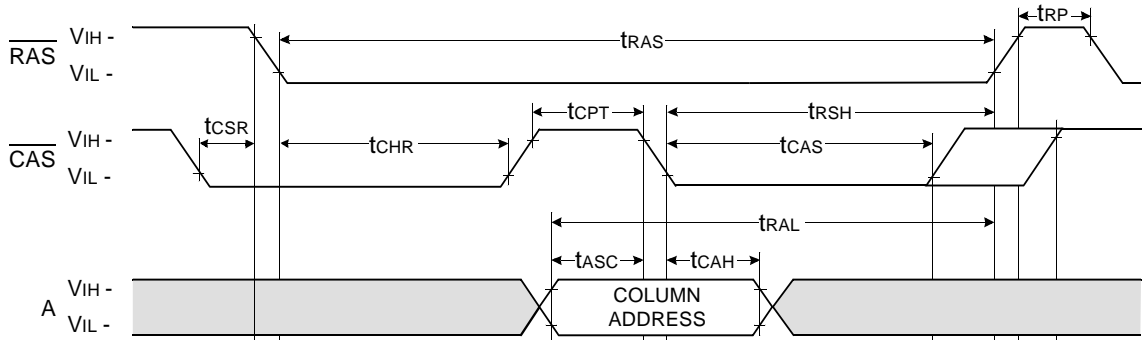 RAS
VIH -
VIL -
tRAS
tRP
CAS
VIH -
VIL -
tCSR
tCHR
tCPT
tRSH
tCAS
tRAL
tASC
tCAH
A
VIH -
VIL -
COLUMN
ADDRESS